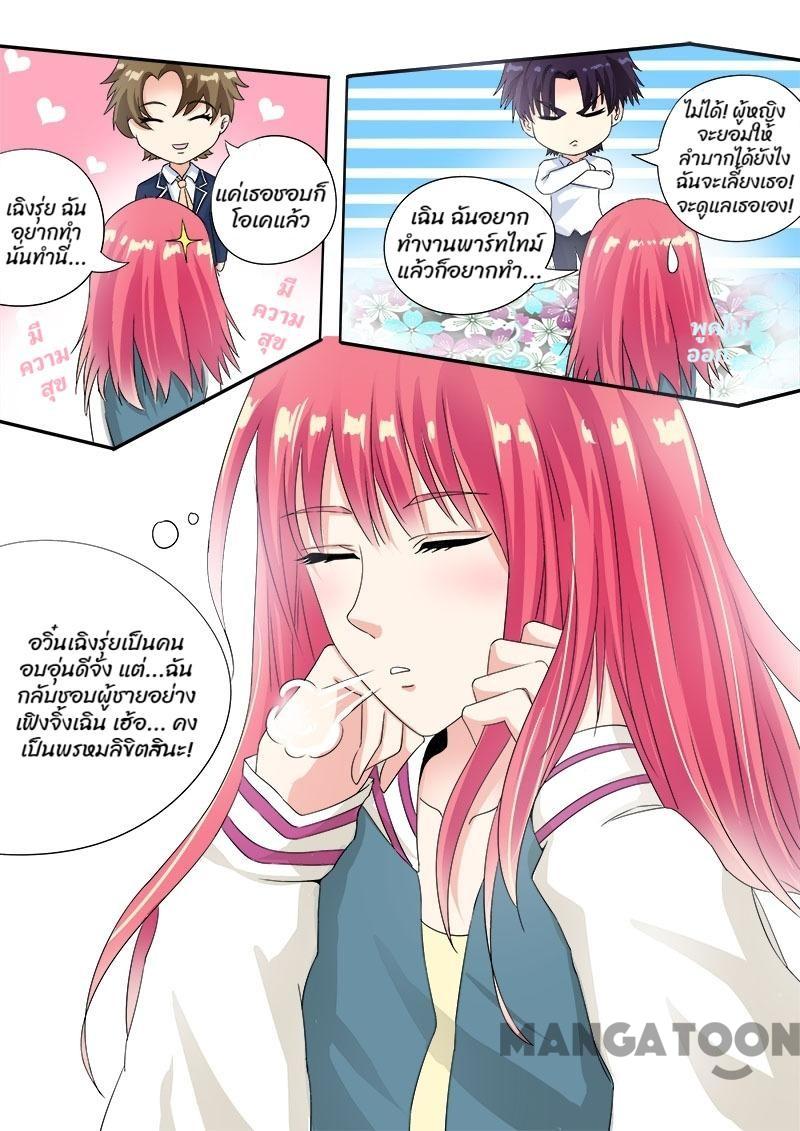 เฉิงรุ่ย ฉัน
อยากทำ
นั่นทำนี่...
แค่เธอชอบก็
โอเคแล้ว
มี
ความ
สุข
มี
ความ
สุข
เฉิน ฉันอยาก
ทำงานพาร์ทไทม์
แล้วก็อยากทำ...
ไม่ได้! ผู้หญิง
จะยอมให้
ลำบากได้ยังไง
ฉันจะเลี้ยงเธอ!
จะดูแลเธอเอง!
พูดไม่
ออก
อวิ๋นเฉิงรุ่ยเป็นคน
อบอุ่นดีจัง แต่...ฉัน
กลับชอบผู้ชายอย่าง
เฟิงจิ้งเฉิน เฮ้อ... คง
เป็นพรหมลิขิตสินะ!
MANGATOON